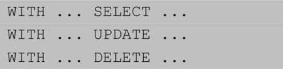 WITH ... SELECT ...
WITH ... UPDATE ...
WITH ... DELETE ...